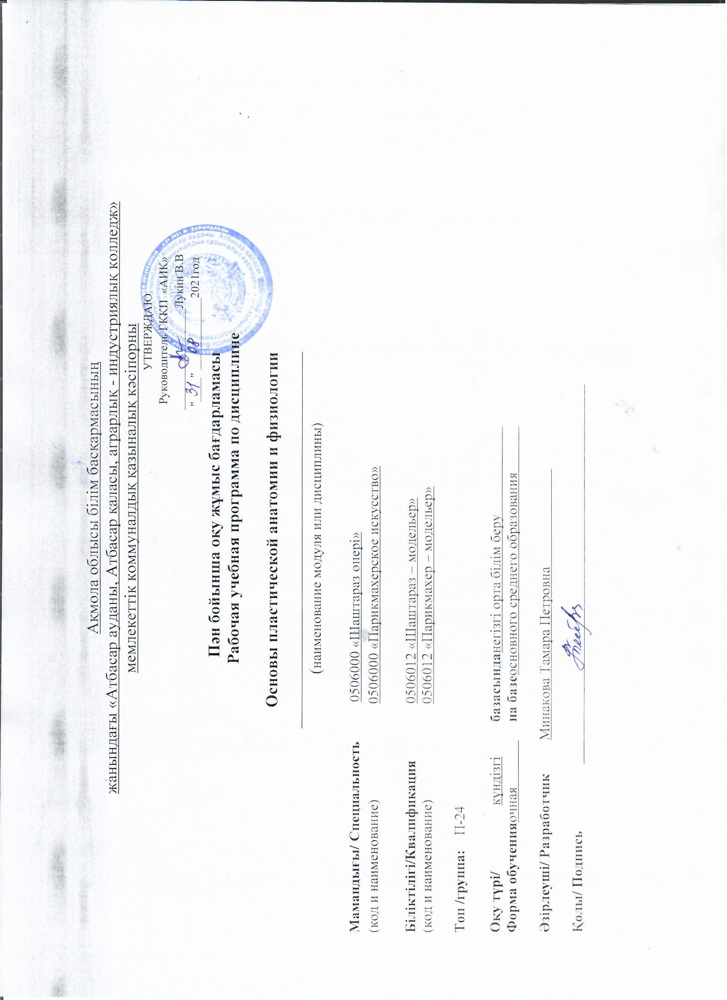 Ақмола облысы білім басқармасының
жанындағы «Атбасар ауданы, Атбасар қаласы, аграрлық - индустриялық колледж»
мемлекеттік коммуналдық қазыналық кәсіпорны
УТВЕРЖДАЮ
Руководитель ГККП «АИК»
Лукин В.В
" 31 " 08 2021год
Пән бойынша оқу жұмыс бағдарламасы
Рабочая учебная программа по дисциплине
Основы пластической анатомии и физиологии
(наименование модуля или дисциплины)
Мамандығы/ Специальность 0506000 «Шаштараз онері»
(код и наименование) 0506000 «Парикмахерское искусство»
Біліктілігі/Квалификация 0506012 «Шаштараз – модельер»
(код и наименование) 0506012 «Парикмахер – модельер»
Топ /группа: П-24
Оқу түрі/ күндізгі базасынданегізгі орта білім беру
Форма обученияочная на базеосновного среднего образования
Әзірлеуші/ Разработчик Минакова Тамара Петровна
Қолы/ Подпись